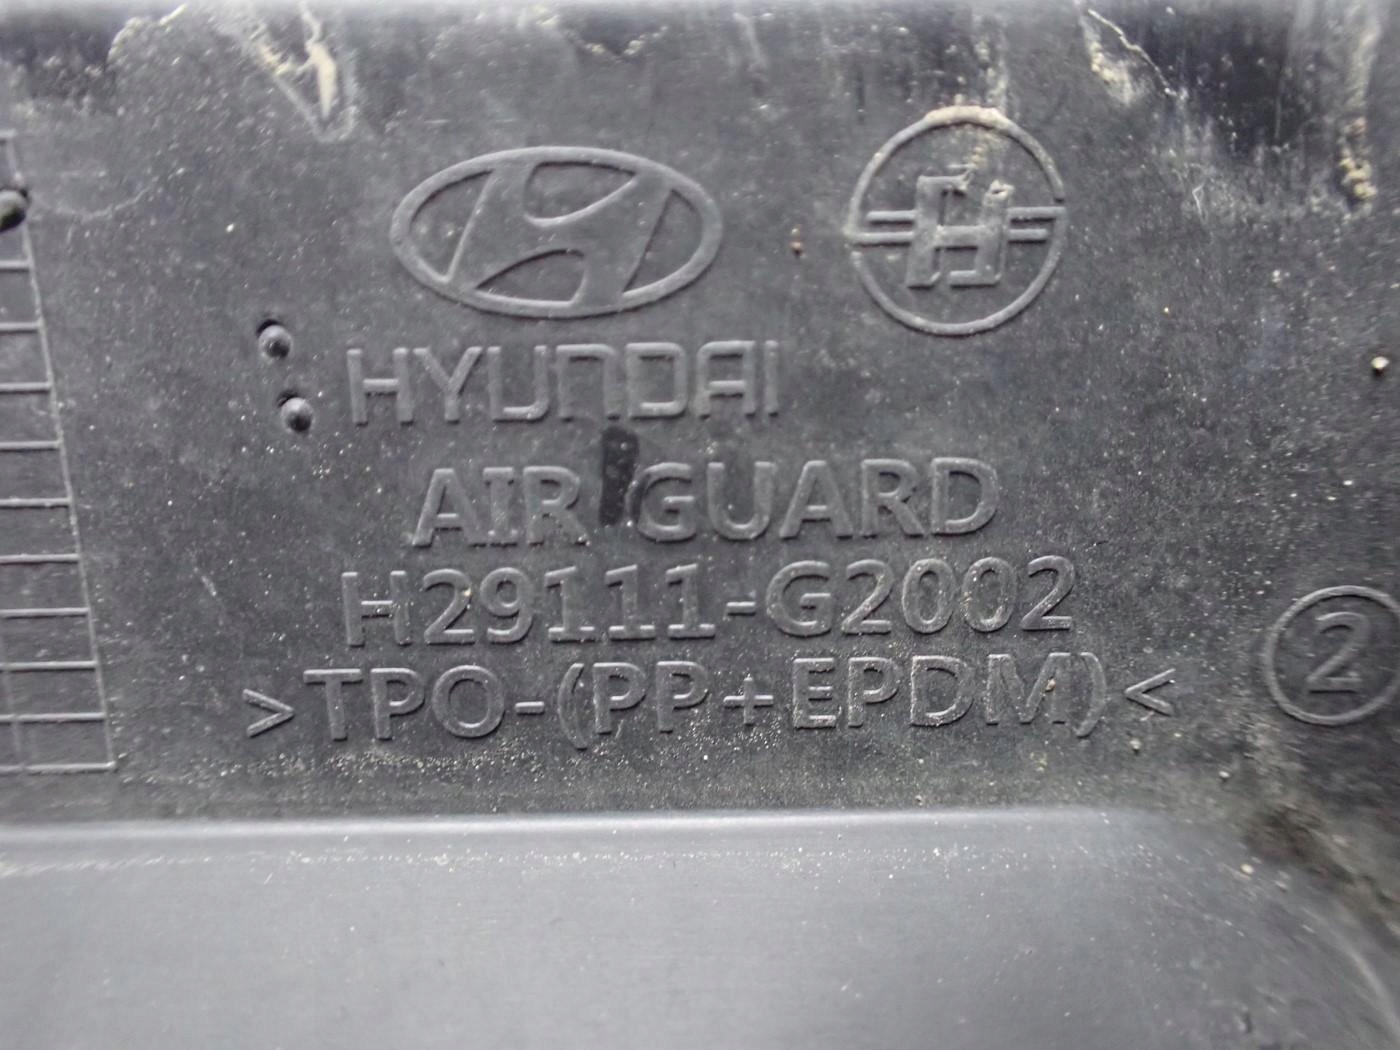 HYUNDAI
AIR GUARD
H29111-G2002
>TPO-(PP+EPDM)<
2